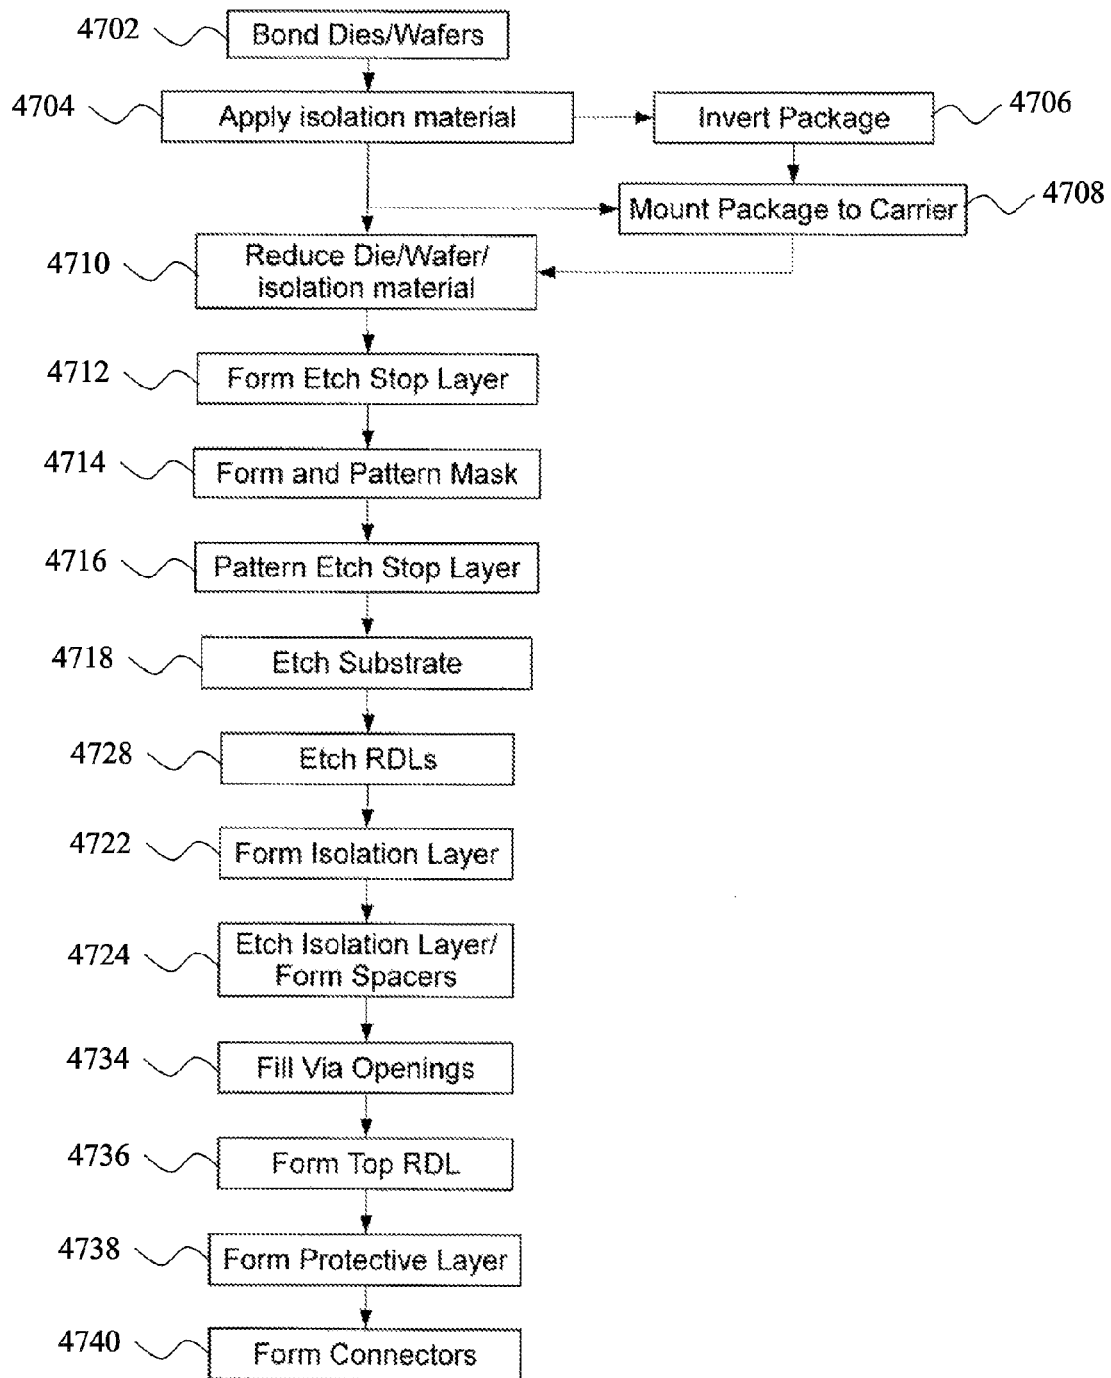 4702
Bond Dies/Wafers
4704
Apply isolation material
Invert Package
4706
Mount Package to Carrier
4708
4710
Reduce Die/Wafer/
isolation material
4712
Form Etch Stop Layer
4714
Form and Pattern Mask
4716
Pattern Etch Stop Layer
4718
Etch Substrate
4728
Etch RDLs
4722
Form Isolation Layer
4724
Etch Isolation Layer/
Form Spacers
4734
Fill Via Openings
4736
Form Top RDL
4738
Form Protective Layer
4740
Form Connectors